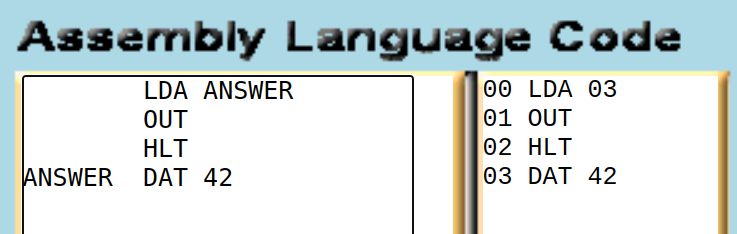 Assembly Language Code
        LDA ANSWER
        OUT
        HLT
ANSWER  DAT 42
00 LDA 03
01 OUT
02 HLT
03 DAT 42